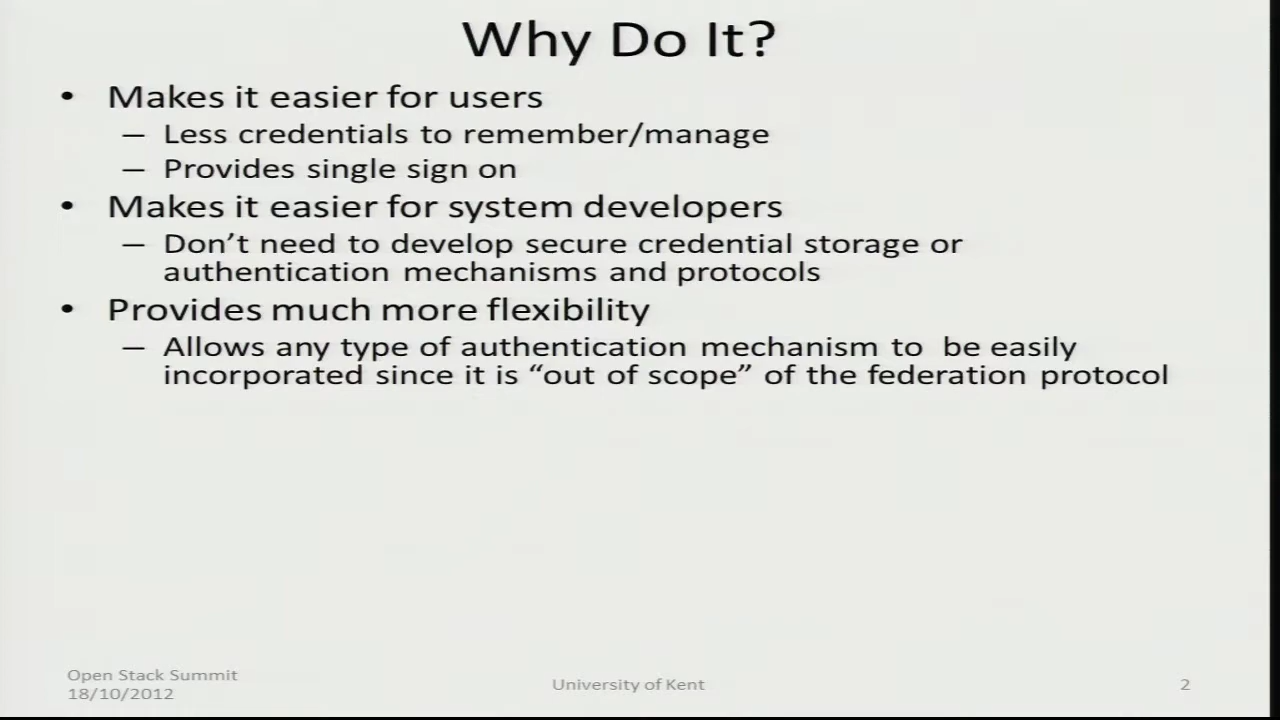 Why Do It?
• Makes it easier for users
– Less credentials to remember/manage
– Provides single sign on
• Makes it easier for system developers
– Don’t need to develop secure credential storage or
authentication mechanisms and protocols
• Provides much more flexibility
– Allows any type of authentication mechanism to  be easily
incorporated since it is “out of scope” of the federation protocol
Open Stack Summit
18/10/2012
University of Kent
2